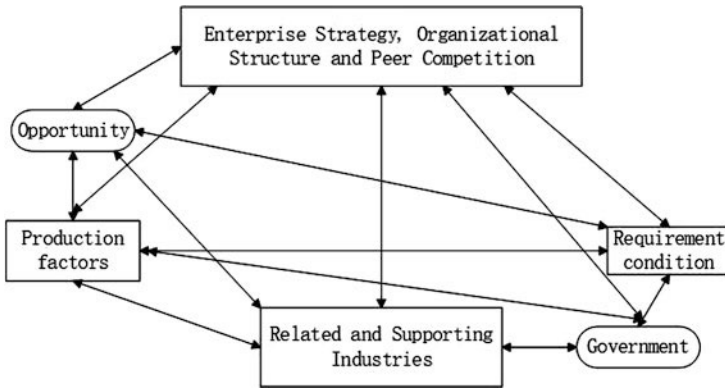 Enterprise Strategy, Organizational
Structure and Peer Competition
Opportunity
Production
factors
Requirement
condition
Related and Supporting
Industries
Government